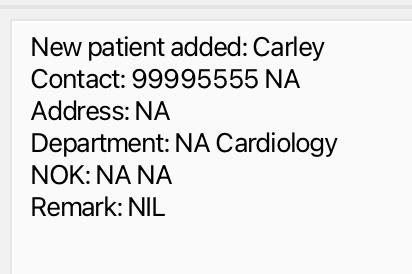 New patient added: Carley
Contact: 99995555 NA
Address: NA
Department: NA Cardiology
NOK: NA NA
Remark: NIL